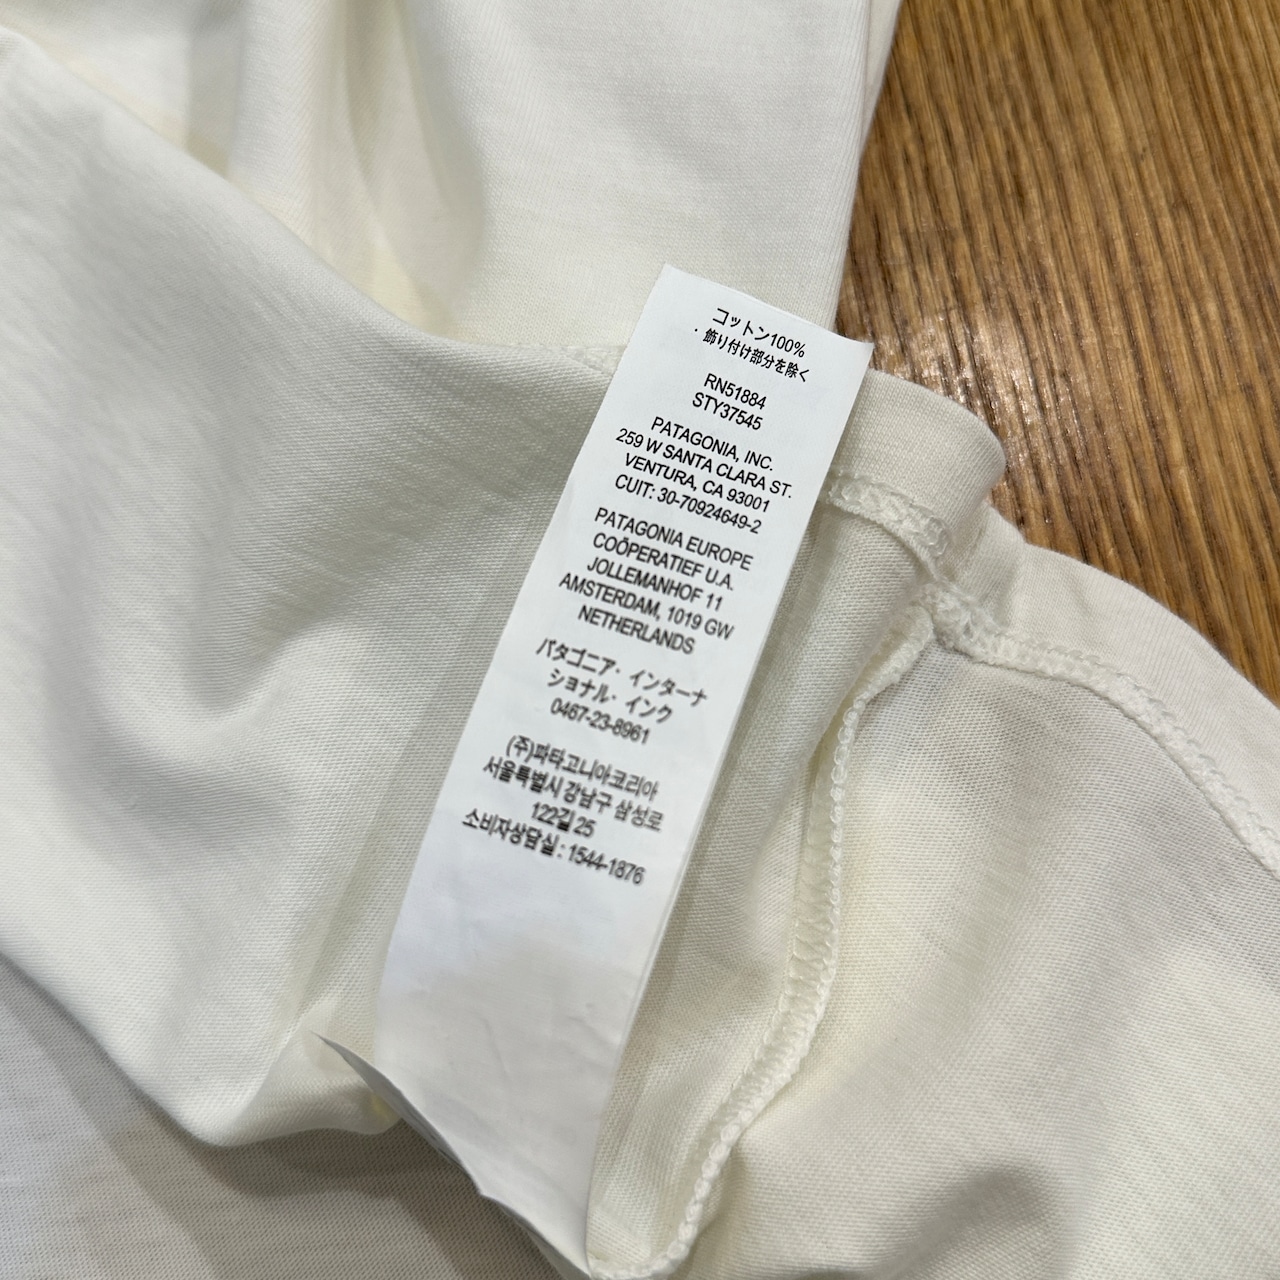 コットン100%
・飾り付け部分を除く
RN51884
STY37545
PATAGONIA, INC.
259 W SANTA CLARA ST.
VENTURA, CA 93001
CUIT: 30-70924649-2
PATAGONIA EUROPE
COÖPERATIEF U.A.
JOLLEMANHOF 11
AMSTERDAM, 1019 GW
NETHERLANDS
パタゴニア・インターナ
ショナル・インク
0467-23-8961
(주)파타고니아코리아
서울특별시 강남구 삼성로
122길 25
소비자상담실 : 1544-1876